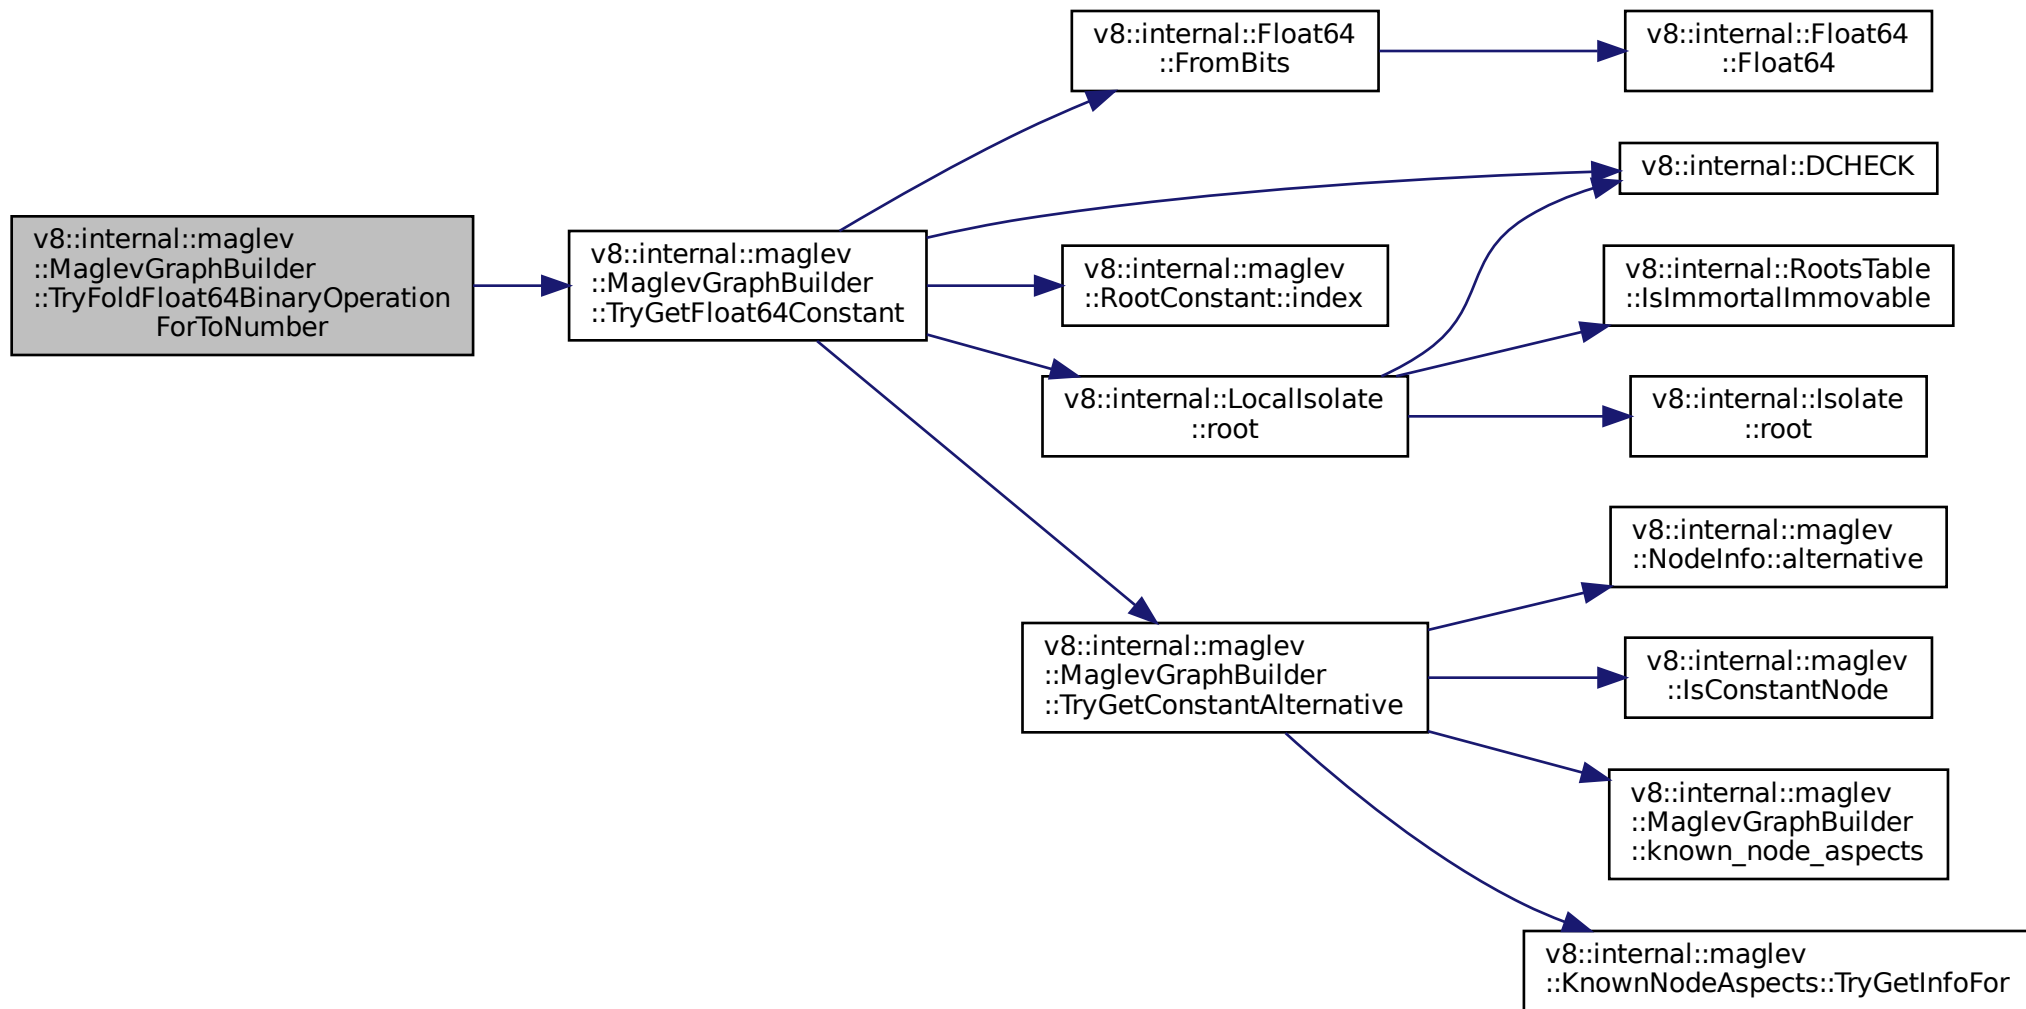 v8::internal::maglev
::MaglevGraphBuilder
::TryFoldFloat64BinaryOperation
ForToNumber
v8::internal::maglev
::MaglevGraphBuilder
::TryGetFloat64Constant
v8::internal::Float64
::FromBits
v8::internal::Float64
::Float64
v8::internal::DCHECK
v8::internal::maglev
::RootConstant::index
v8::internal::LocalIsolate
::root
v8::internal::RootsTable
::IsImmortalImmovable
v8::internal::Isolate
::root
v8::internal::maglev
::MaglevGraphBuilder
::TryGetConstantAlternative
v8::internal::maglev
::NodeInfo::alternative
v8::internal::maglev
::IsConstantNode
v8::internal::maglev
::MaglevGraphBuilder
::known_node_aspects
v8::internal::maglev
::KnownNodeAspects::TryGetInfoFor